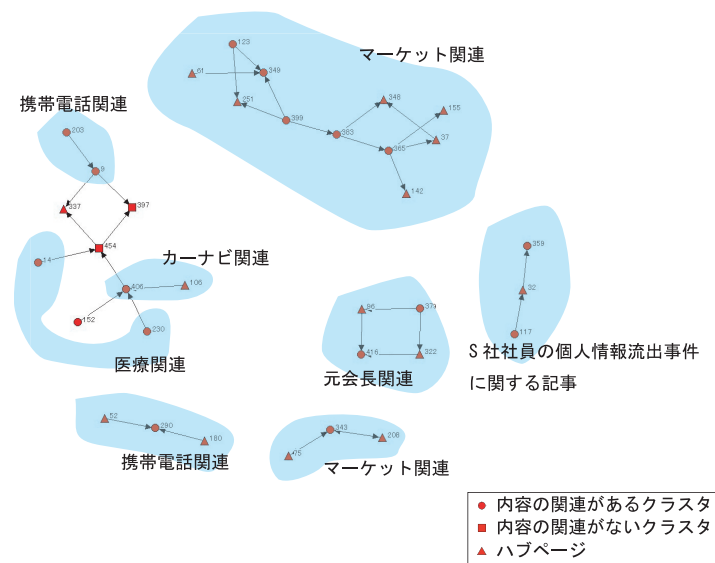 マーケット関連
123
61
349
251
399
348
155
383
37
365
142
携帯電話関連
203
9
337
397
454
14
カーナビ関連
406
106
152
230
医療関連
359
32
117
S社社員の個人情報流出事件
に関する記事
86
379
416
322
元会長関連
52
290
180
携帯電話関連
343
208
75
マーケット関連
内容の関連があるクラスタ
内容の関連がないクラスタ
ハブページ